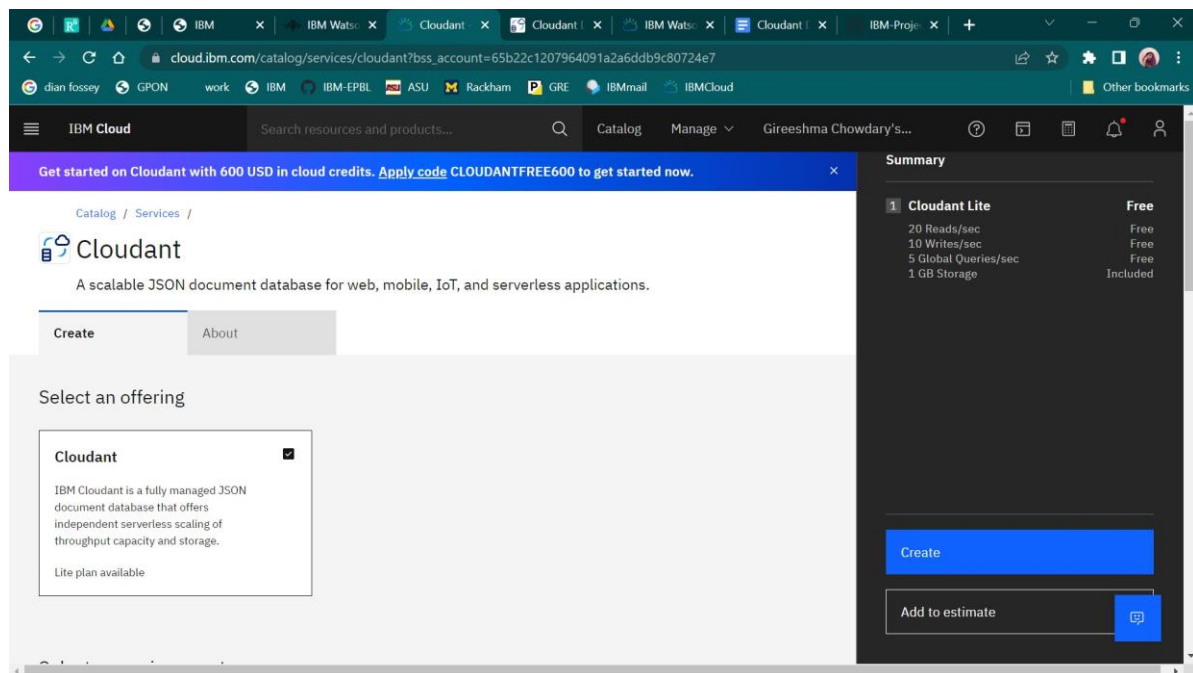 IBM
IBM Watso
Cloudant
Cloudant
IBM Watso
Cloudant
IBM-Proje
cloud.ibm.com/catalog/services/cloudant?bss_account=65b22c1207964091a2a6ddb9c80724e7
dian fossey GPON work IBM IBM-EPBL ASU Rackham GRE IBMmail IBMCloud Other bookmarks
IBM Cloud Search resources and products... Catalog Manage Gireeshma Chowdary's...
Get started on Cloudant with 600 USD in cloud credits. Apply code CLOUDANTFREE600 to get started now.
Catalog / Services /
Cloudant
A scalable JSON document database for web, mobile, IoT, and serverless applications.
Create About
Select an offering
Cloudant
IBM Cloudant is a fully managed JSON
document database that offers
independent serverless scaling of
throughput capacity and storage.
Lite plan available
Summary
1 Cloudant Lite Free
20 Reads/sec Free
10 Writes/sec Free
5 Global Queries/sec Free
1 GB Storage Included
Create
Add to estimate